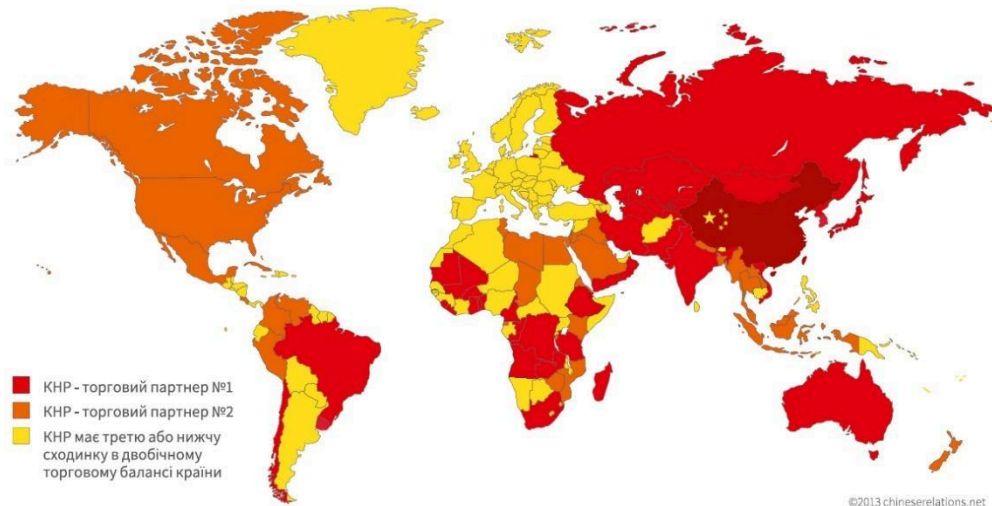 КНР - торговий партнер №1
КНР - торговий партнер №2
КНР має третю або нижчу
сходинку в двобічному
торговому балансі країни
©2013 chineserelations.net